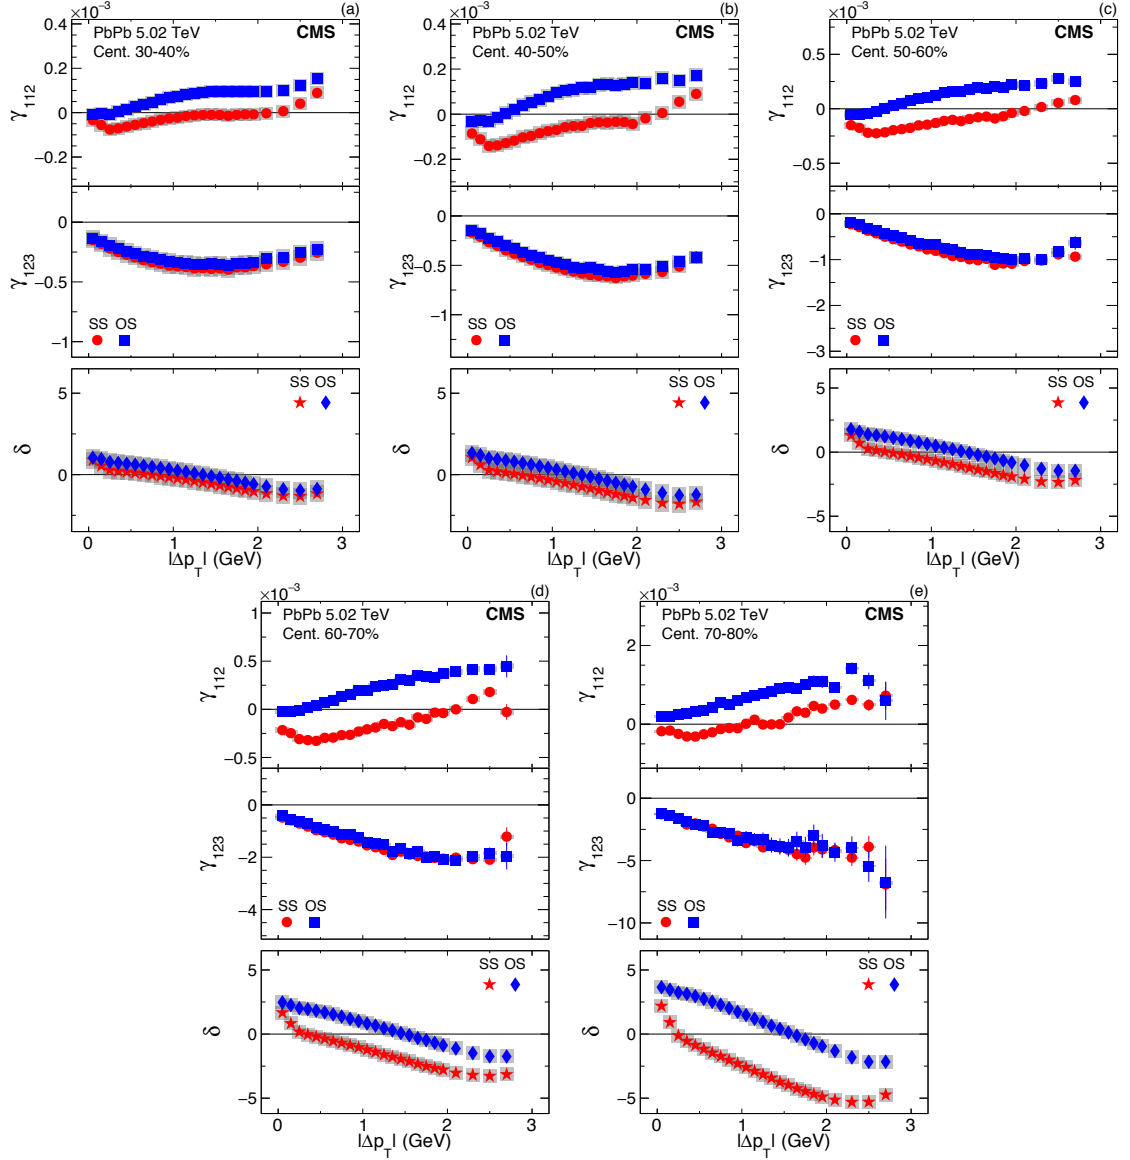 ×10⁻³ (a)
PbPb 5.02 TeV CMS
Cent. 30-40%
γ₁₁₂
0.4
0.2
0
−0.2
γ₁₂₃
0
−0.5
−1
SS OS
δ
5
0
SS OS
0 1 2 3
|Δp_T| (GeV)
×10⁻³ (b)
PbPb 5.02 TeV CMS
Cent. 40-50%
γ₁₁₂
0.4
0.2
0
−0.2
γ₁₂₃
0
−0.5
−1
SS OS
δ
5
0
SS OS
0 1 2 3
|Δp_T| (GeV)
×10⁻³ (c)
PbPb 5.02 TeV CMS
Cent. 50-60%
γ₁₁₂
0.5
0
−0.5
γ₁₂₃
0
−1
−2
−3
SS OS
δ
5
2.5
0
−2.5
−5
SS OS
0 1 2 3
|Δp_T| (GeV)
×10⁻³ (d)
PbPb 5.02 TeV CMS
Cent. 60-70%
γ₁₁₂
1
0.5
0
−0.5
γ₁₂₃
0
−2
−4
SS OS
δ
5
0
−5
SS OS
0 1 2 3
|Δp_T| (GeV)
×10⁻³ (e)
PbPb 5.02 TeV CMS
Cent. 70-80%
γ₁₁₂
2
0
γ₁₂₃
0
−5
−10
SS OS
δ
5
0
−5
SS OS
0 1 2 3
|Δp_T| (GeV)